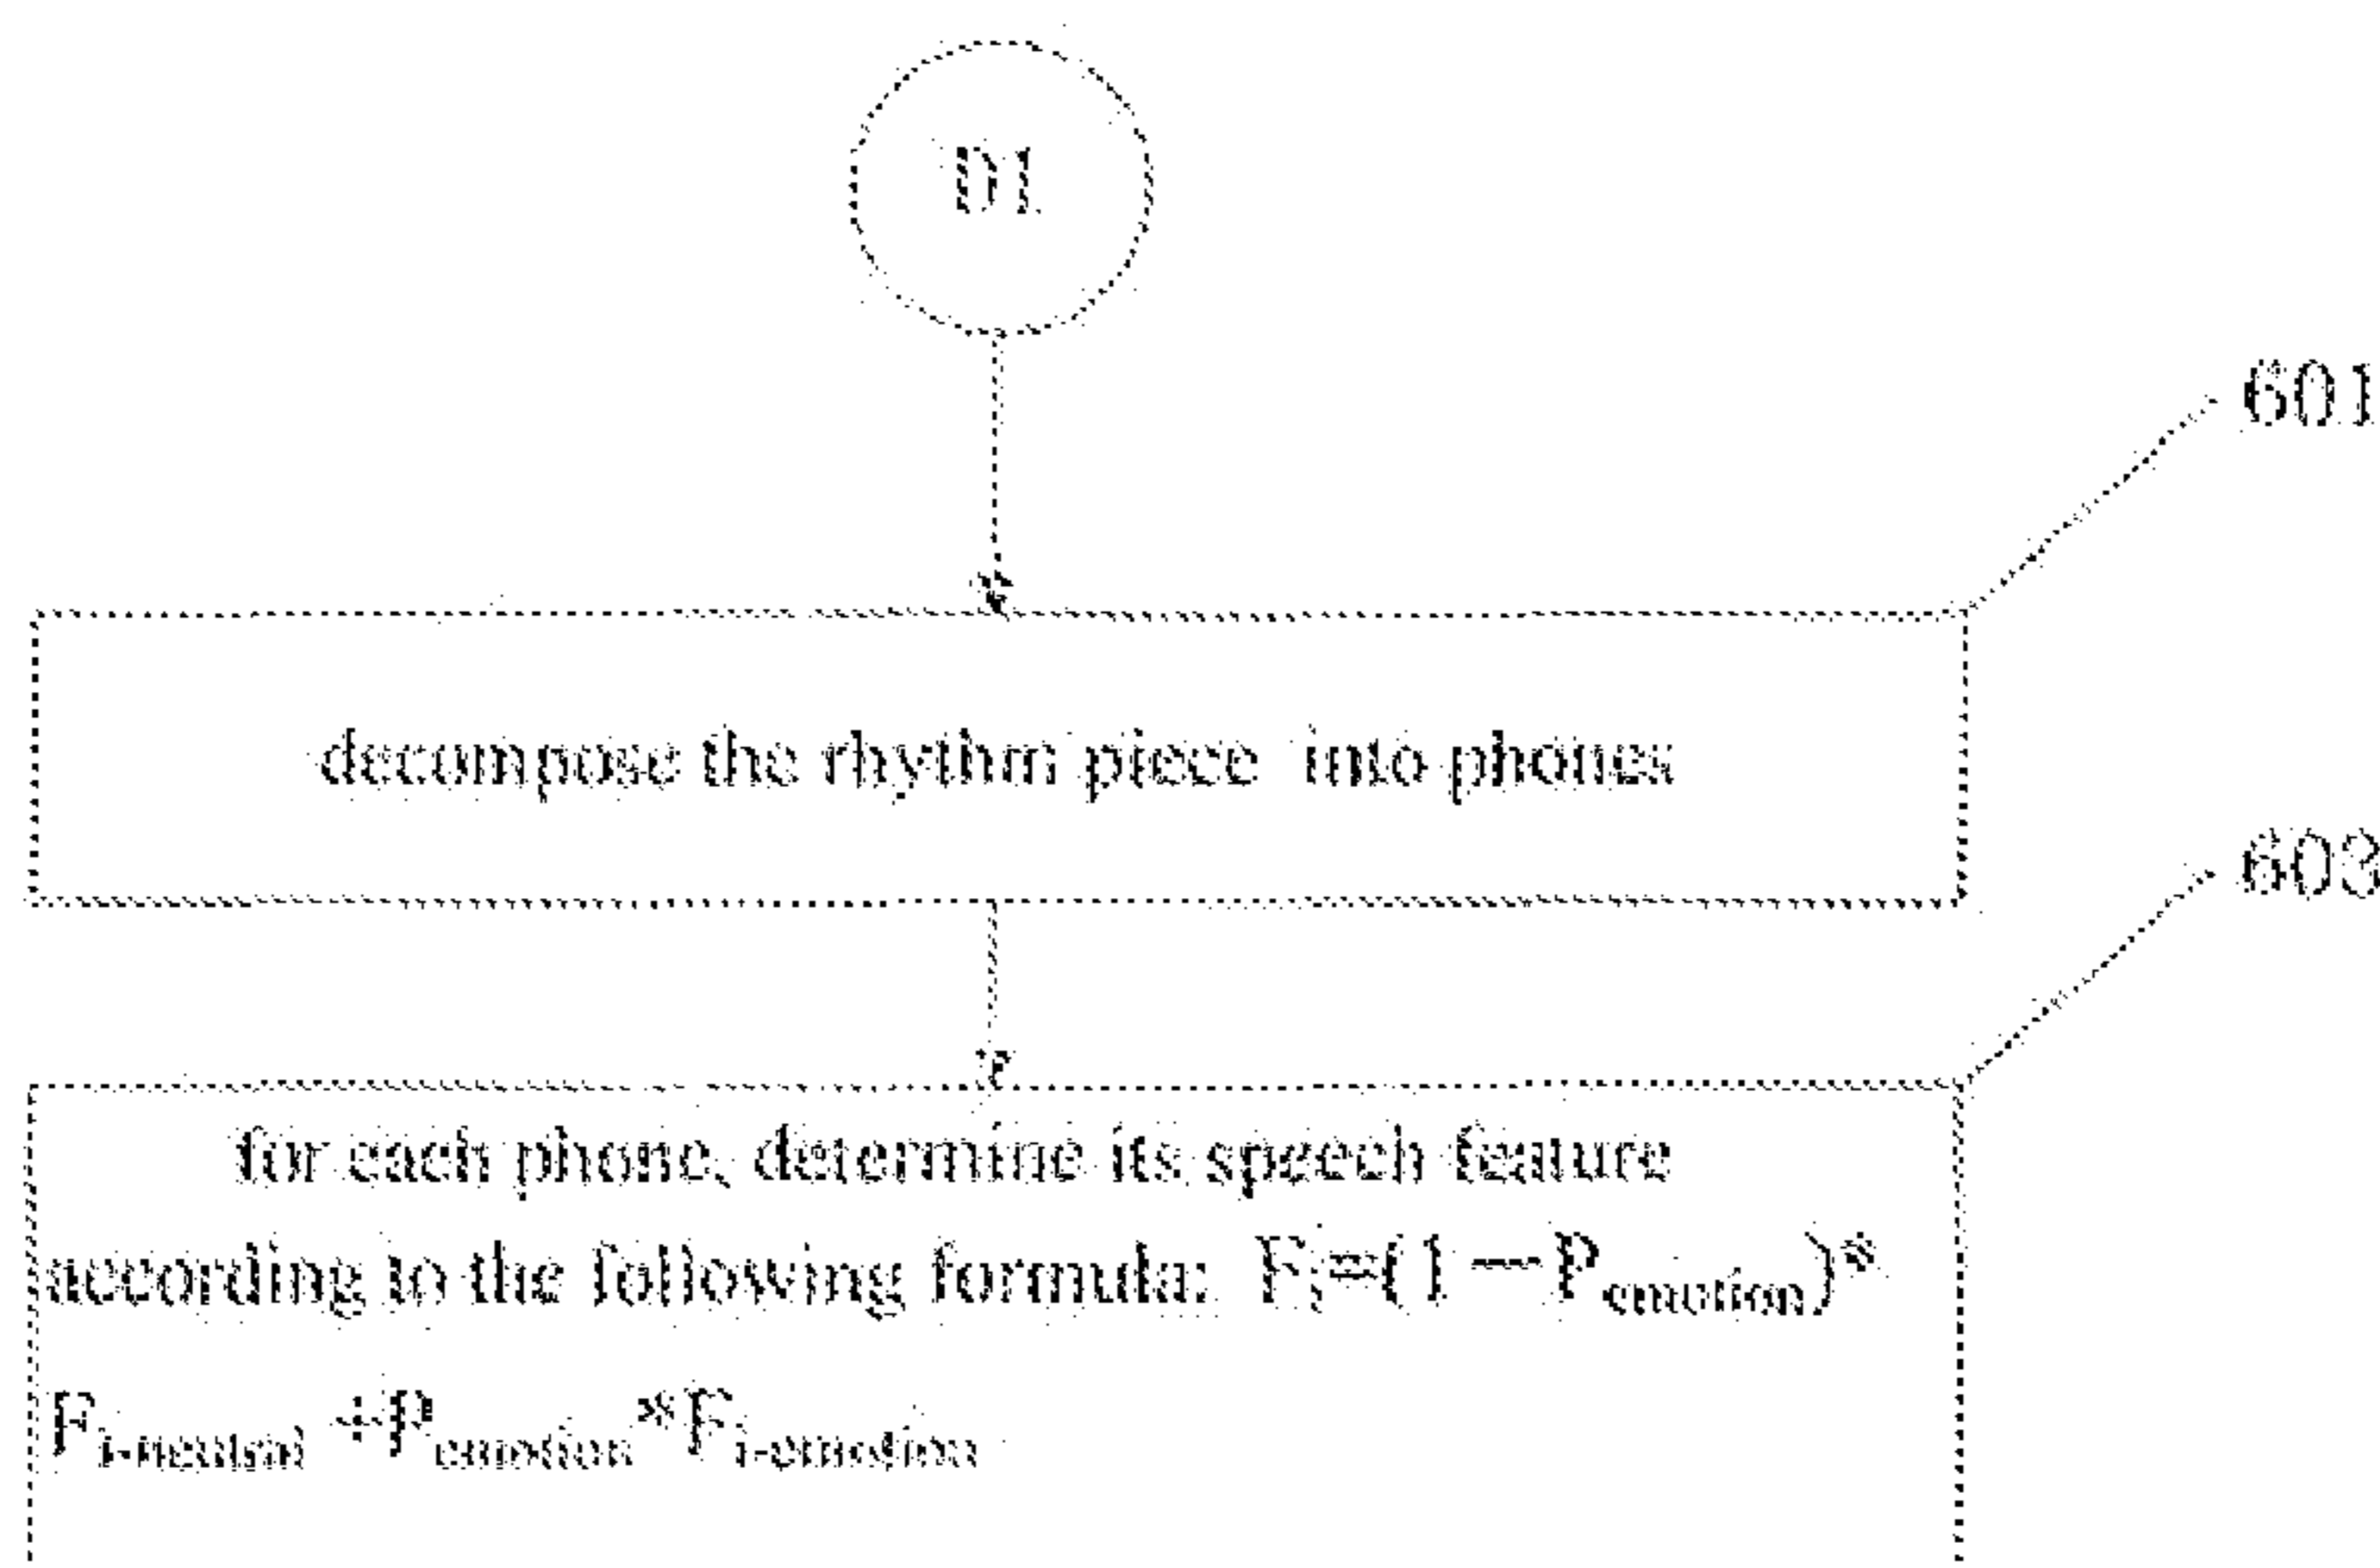 D1
601
decompose the rhythm piece into phones
603
for each phone, determine its speech feature
according to the following formula: Fi=(1-Pemotion)*
Fi-neutral+Pemotion*Fi-emotion